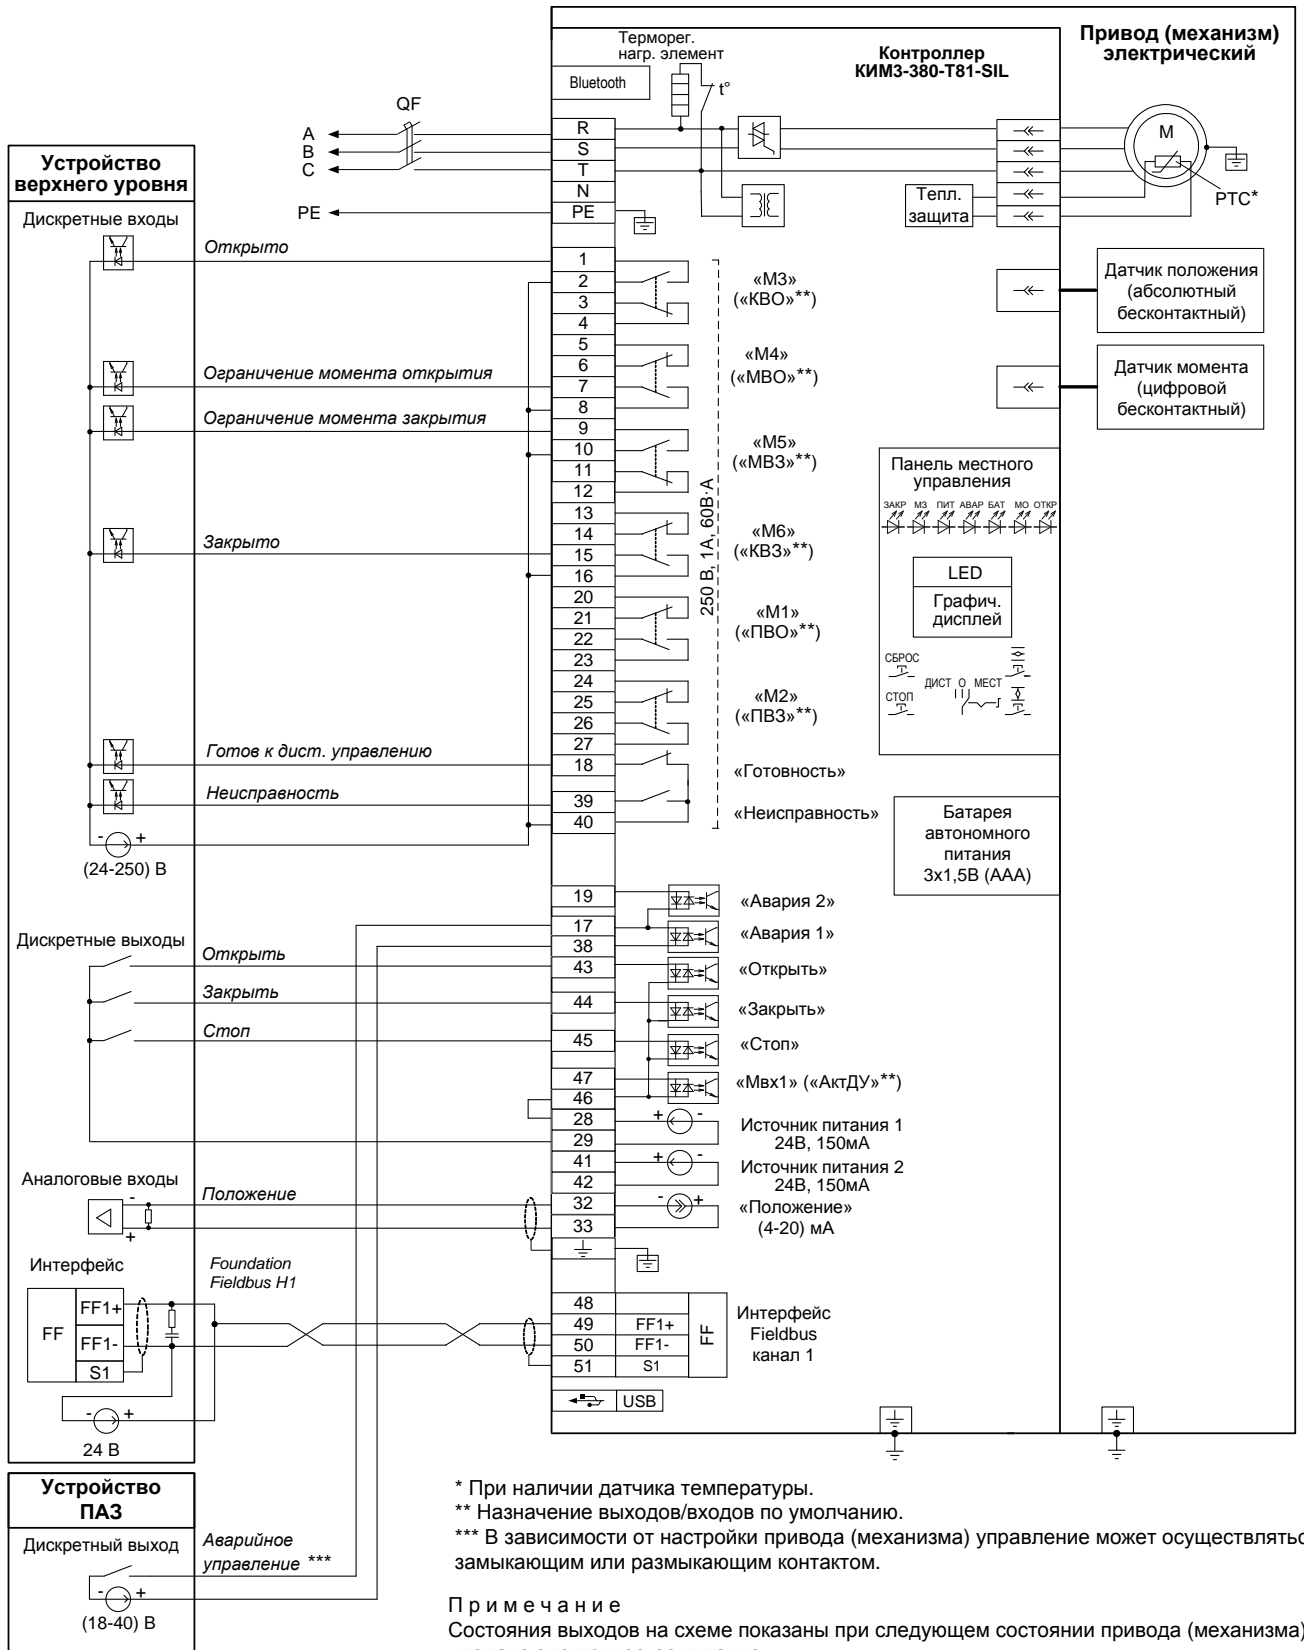 Привод (механизм)
электрический
Контроллер
КИМ3-380-Т81-SIL
Терморег.
нагр. элемент
Bluetooth
t°
QF
A
B
C
PE
R
S
T
N
PE
M
PTC*
Тепл.
защита
Устройство
верхнего уровня
Дискретные входы
Открыто
Ограничение момента открытия
Ограничение момента закрытия
Закрыто
Готов к дист. управлению
Неисправность
- +
(24-250) В
1
2
3
4
5
6
7
8
9
10
11
12
13
14
15
16
20
21
22
23
24
25
26
27
18
39
40
«М3»
(«КВО»**)
«М4»
(«МВО»**)
«М5»
(«МВЗ»**)
«М6»
(«КВЗ»**)
«М1»
(«ПВО»**)
«М2»
(«ПВЗ»**)
«Готовность»
«Неисправность»
250 В, 1А, 60В·А
Датчик положения
(абсолютный
бесконтактный)
Датчик момента
(цифровой
бесконтактный)
Панель местного
управления
ЗАКР МЗ ПИТ АВАР БАТ МО ОТКР
LED
Графич.
дисплей
СБРОС
СТОП
ДИСТ О МЕСТ
Батарея
автономного
питания
3х1,5В (ААА)
Дискретные выходы
Открыть
Закрыть
Стоп
19
17
38
43
44
45
47
46
28
29
41
42
32
33
«Авария 2»
«Авария 1»
«Открыть»
«Закрыть»
«Стоп»
«Мвх1» («АктДУ»**)
+ -
Источник питания 1
24В, 150мА
+ -
Источник питания 2
24В, 150мА
- +
«Положение»
(4-20) мА
Аналоговые входы
Положение
-
+
Интерфейс
Foundation
Fieldbus H1
FF
FF1+
FF1-
S1
- +
24 В
48
49 FF1+
50 FF1-
51 S1
FF
Интерфейс
Fieldbus
канал 1
USB
Устройство
ПАЗ
Дискретный выход
Аварийное
управление ***
- +
(18-40) В
* При наличии датчика температуры.
** Назначение выходов/входов по умолчанию.
*** В зависимости от настройки привода (механизма) управление может осуществлятьс
замыкающим или размыкающим контактом.
П р и м е ч а н и е
Состояния выходов на схеме показаны при следующем состоянии привода (механизма)